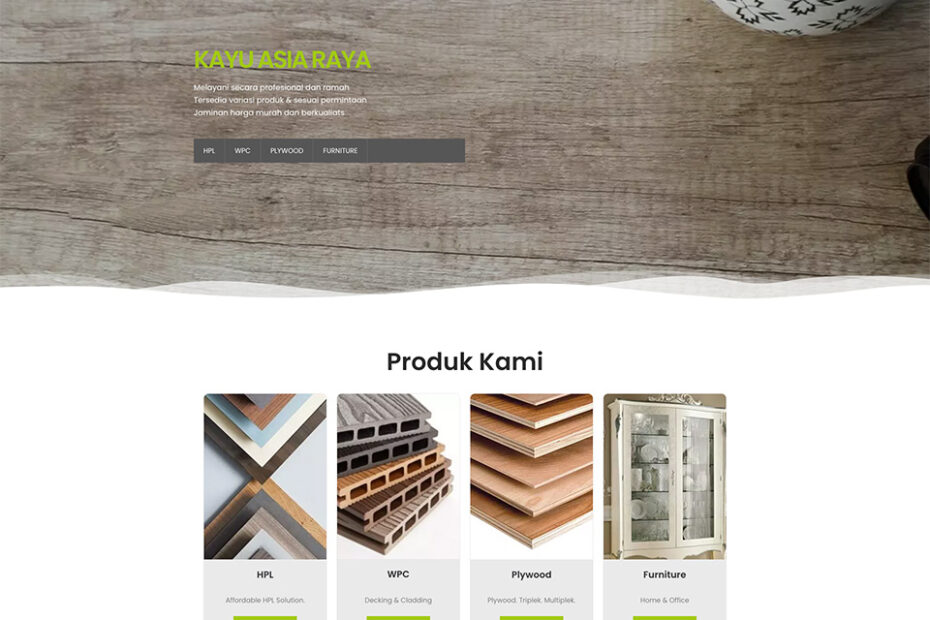 KAYU ASIA RAYA
Melayani secara profesional dan ramah
Tersedia variasi produk & sesuai permintaan
Jaminan harga murah dan berkualiats
HPL WPC PLYWOOD FURNITURE
Produk Kami
HPL WPC Plywood Furniture
Affordable HPL Solution. Decking & Cladding Plywood. Triplek. Multiplek. Home & Office